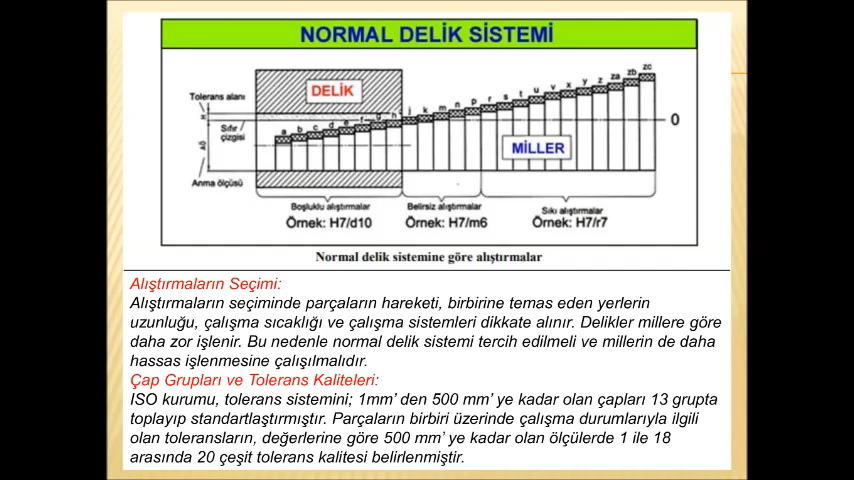 NORMAL DELİK SİSTEMİ
DELİK
Tolerans alanı
H
Sıfır
çizgisi
AÖ
Anma ölçüsü
a b c d e f g h j k m n p r s t u v x y z za zb zc
0
MİLLER
Boşluklu alıştırmalar
Belirsiz alıştırmalar
Sıkı alıştırmalar
Örnek: H7/d10
Örnek: H7/m6
Örnek: H7/r7
Normal delik sistemine göre alıştırmalar
Alıştırmaların Seçimi:
Alıştırmaların seçiminde parçaların hareketi, birbirine temas eden yerlerin
uzunluğu, çalışma sıcaklığı ve çalışma sistemleri dikkate alınır. Delikler millere göre
daha zor işlenir. Bu nedenle normal delik sistemi tercih edilmeli ve millerin de daha
hassas işlenmesine çalışılmalıdır.
Çap Grupları ve Tolerans Kaliteleri:
ISO kurumu, tolerans sistemini; 1mm’ den 500 mm’ ye kadar olan çapları 13 grupta
toplayıp standartlaştırmıştır. Parçaların birbiri üzerinde çalışma durumlarıyla ilgili
olan toleransların, değerlerine göre 500 mm’ ye kadar olan ölçülerde 1 ile 18
arasında 20 çeşit tolerans kalitesi belirlenmiştir.